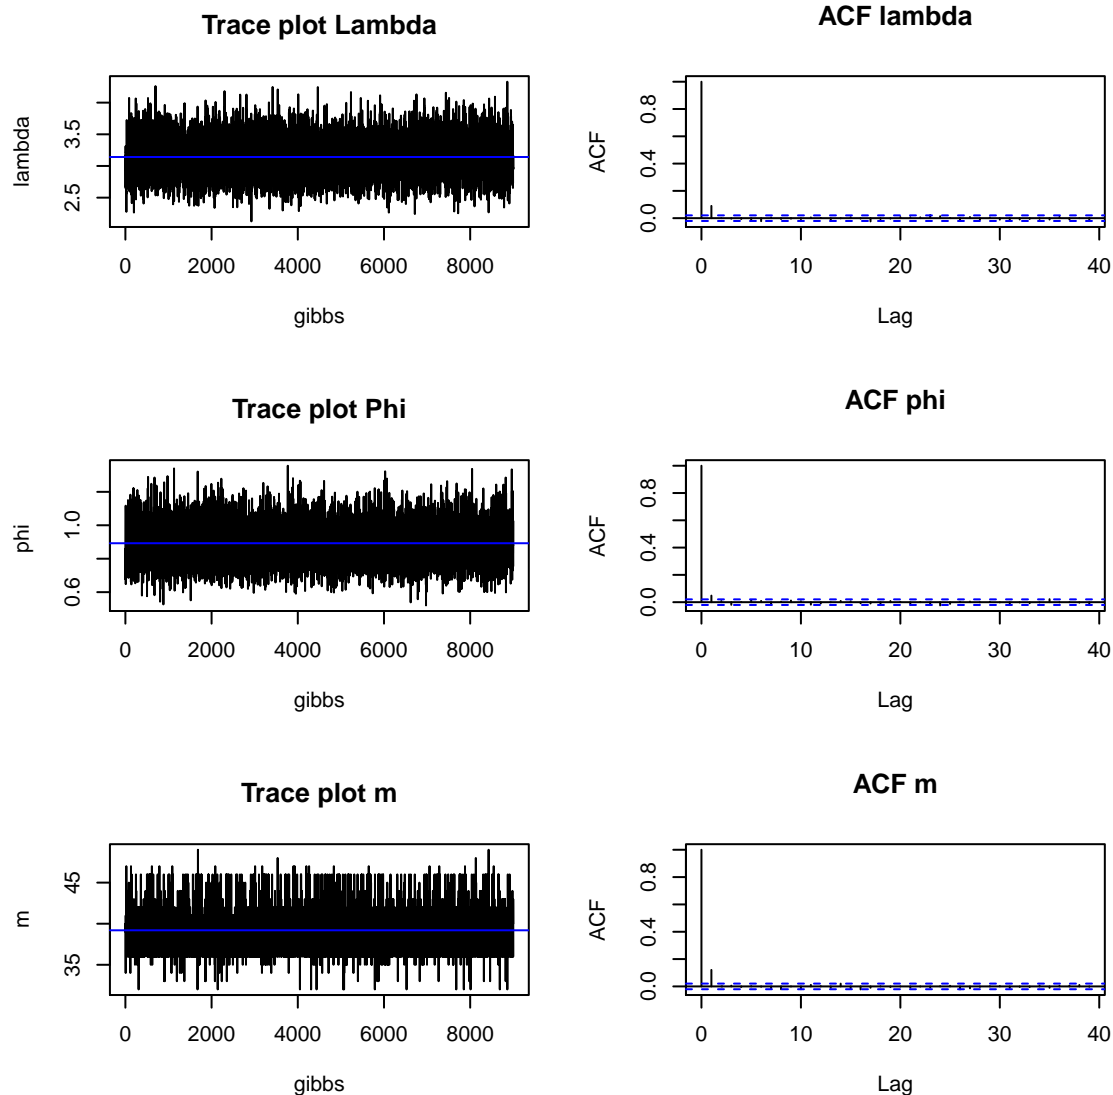 Trace plot Lambda
lambda
3.5
2.5
0 2000 4000 6000 8000
gibbs
ACF lambda
ACF
0.8
0.4
0.0
0 10 20 30 40
Lag
Trace plot Phi
phi
1.0
0.6
0 2000 4000 6000 8000
gibbs
ACF phi
ACF
0.8
0.4
0.0
0 10 20 30 40
Lag
Trace plot m
m
45
35
0 2000 4000 6000 8000
gibbs
ACF m
ACF
0.8
0.4
0.0
0 10 20 30 40
Lag